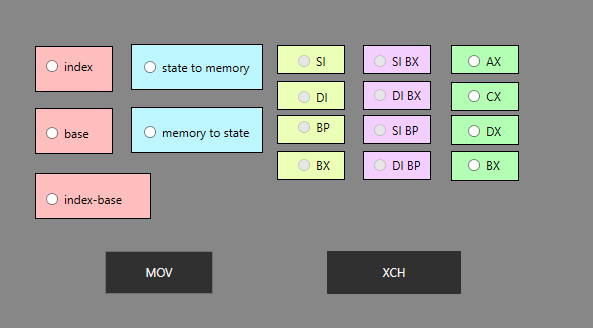 index
state to memory
SI
SI BX
AX
DI
DI BX
CX
base
memory to state
BP
SI BP
DX
BX
DI BP
BX
index-base
MOV
XCH